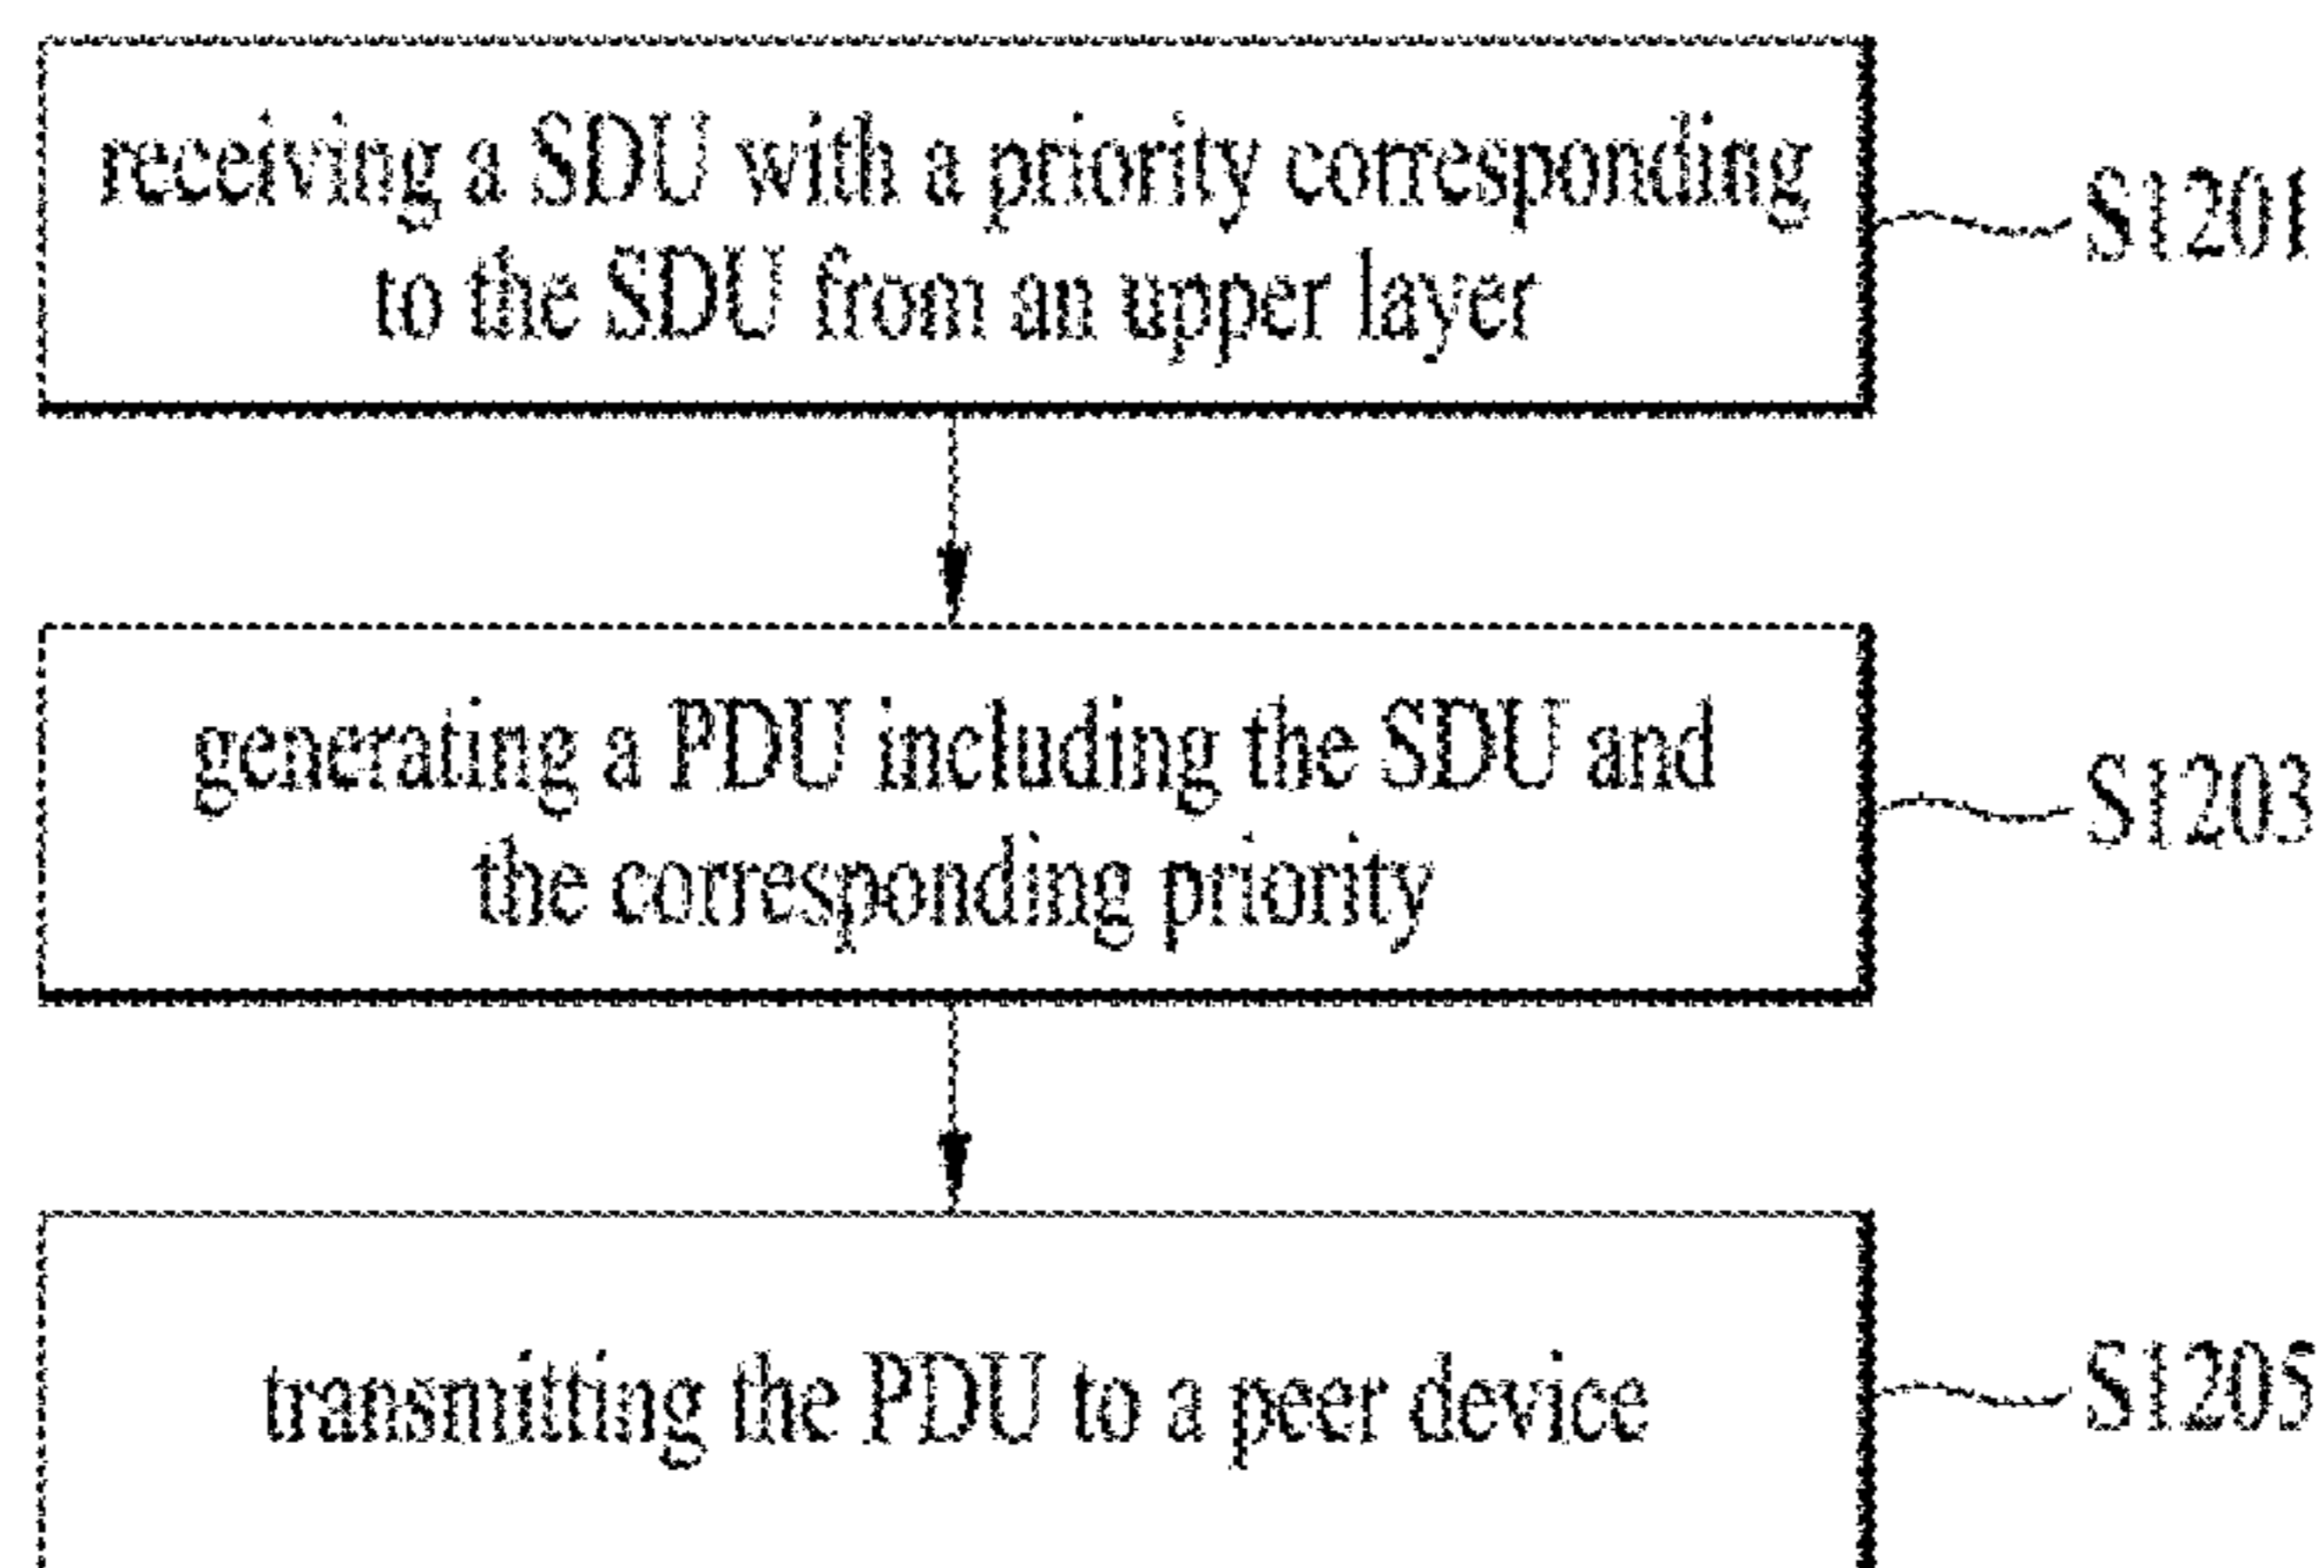 receiving a SDU with a priority corresponding
to the SDU from an upper layer
S1201
generating a PDU including the SDU and
the corresponding priority
S1203
transmitting the PDU to a peer device
S1205